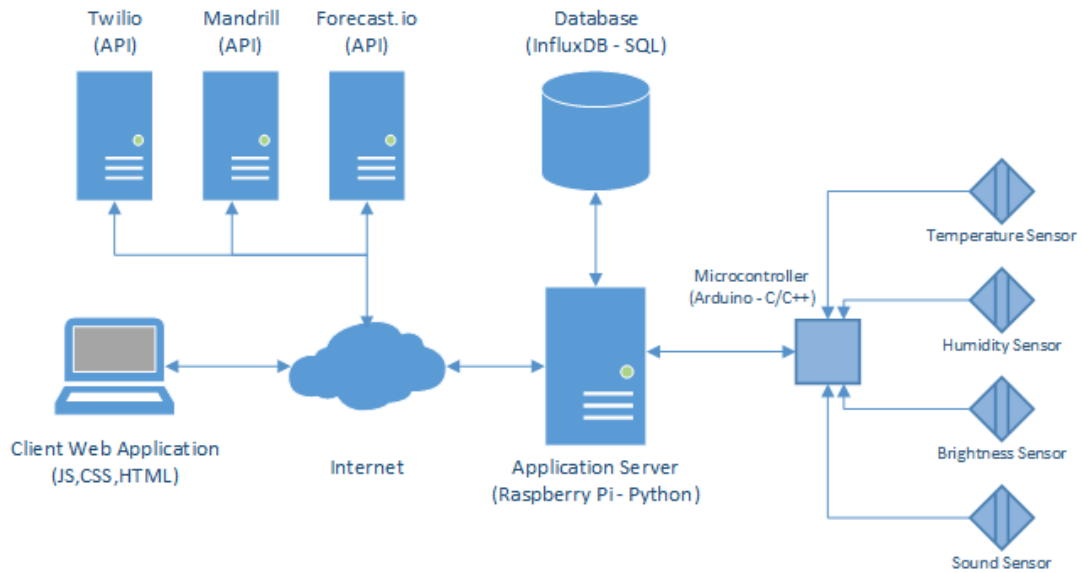 Twilio
(API)
Mandrill
(API)
Forecast.io
(API)
Database
(InfluxDB - SQL)
Temperature Sensor
Microcontroller
(Arduino - C/C++)
Humidity Sensor
Client Web Application
(JS,CSS,HTML)
Internet
Application Server
(Raspberry Pi - Python)
Brightness Sensor
Sound Sensor